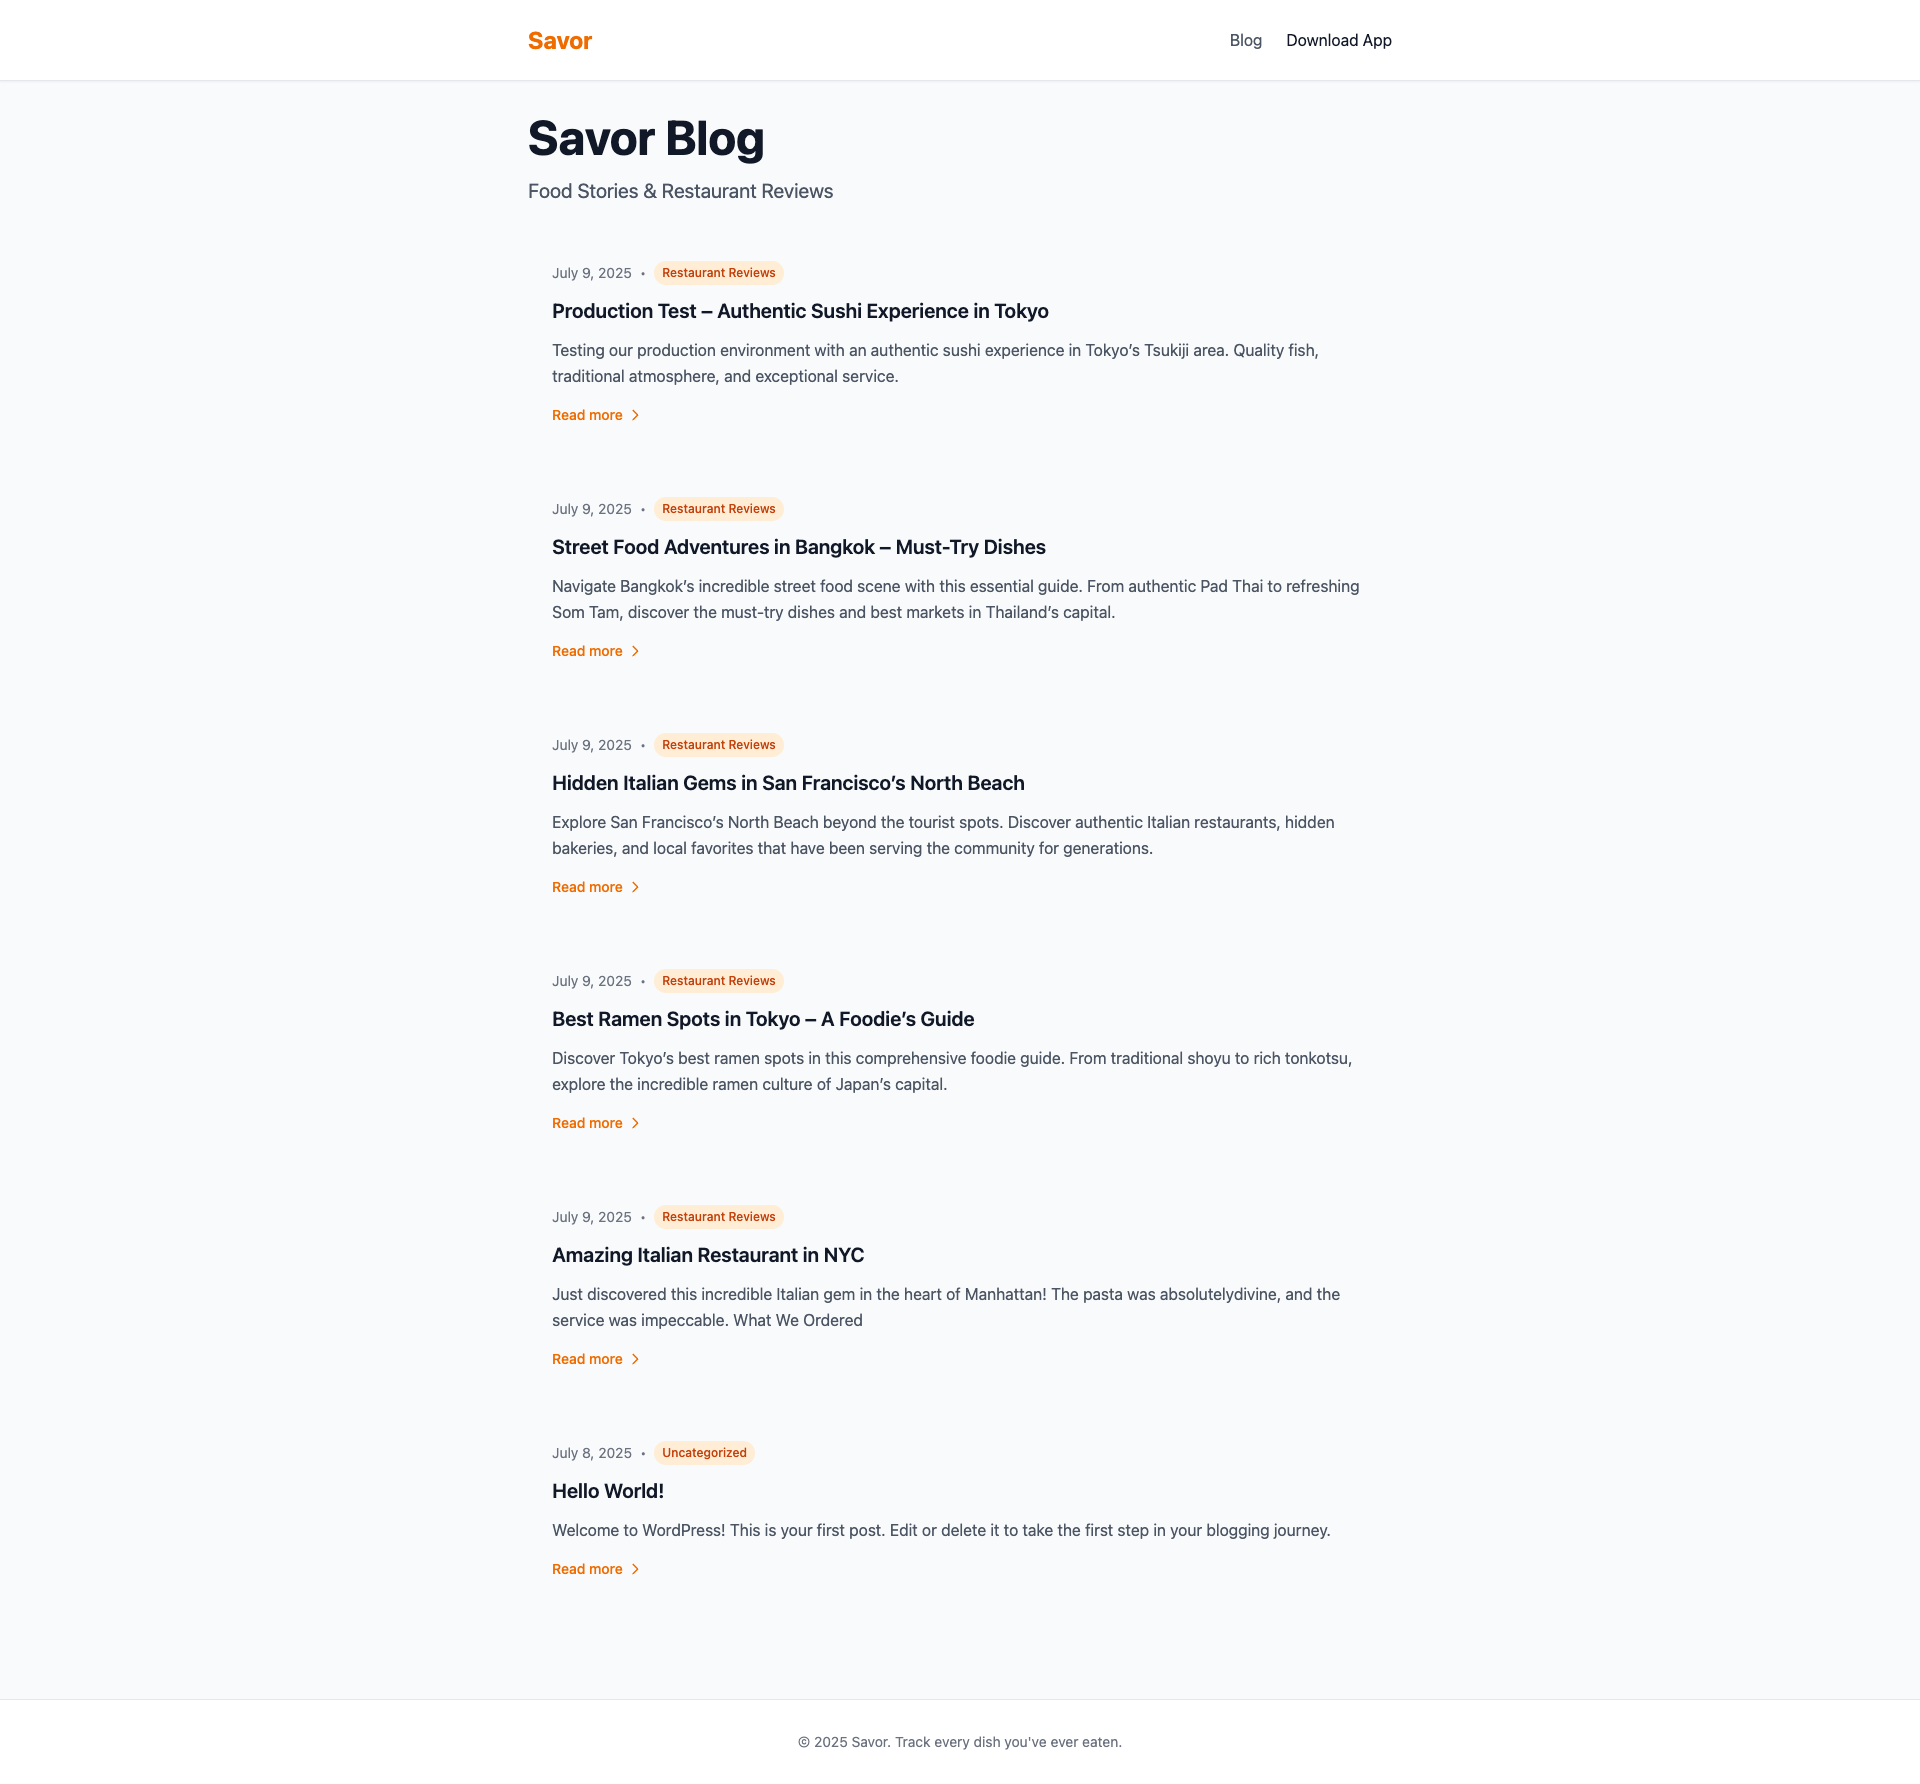 Savor
Blog
Download App
Savor Blog
Food Stories & Restaurant Reviews
July 9, 2025 • Restaurant Reviews
Production Test – Authentic Sushi Experience in Tokyo
Testing our production environment with an authentic sushi experience in Tokyo’s Tsukiji area. Quality fish,
traditional atmosphere, and exceptional service.
Read more
July 9, 2025 • Restaurant Reviews
Street Food Adventures in Bangkok – Must-Try Dishes
Navigate Bangkok’s incredible street food scene with this essential guide. From authentic Pad Thai to refreshing
Som Tam, discover the must-try dishes and best markets in Thailand’s capital.
Read more
July 9, 2025 • Restaurant Reviews
Hidden Italian Gems in San Francisco’s North Beach
Explore San Francisco’s North Beach beyond the tourist spots. Discover authentic Italian restaurants, hidden
bakeries, and local favorites that have been serving the community for generations.
Read more
July 9, 2025 • Restaurant Reviews
Best Ramen Spots in Tokyo – A Foodie’s Guide
Discover Tokyo’s best ramen spots in this comprehensive foodie guide. From traditional shoyu to rich tonkotsu,
explore the incredible ramen culture of Japan’s capital.
Read more
July 9, 2025 • Restaurant Reviews
Amazing Italian Restaurant in NYC
Just discovered this incredible Italian gem in the heart of Manhattan! The pasta was absolutelydivine, and the
service was impeccable. What We Ordered
Read more
July 8, 2025 • Uncategorized
Hello World!
Welcome to WordPress! This is your first post. Edit or delete it to take the first step in your blogging journey.
Read more
© 2025 Savor. Track every dish you've ever eaten.